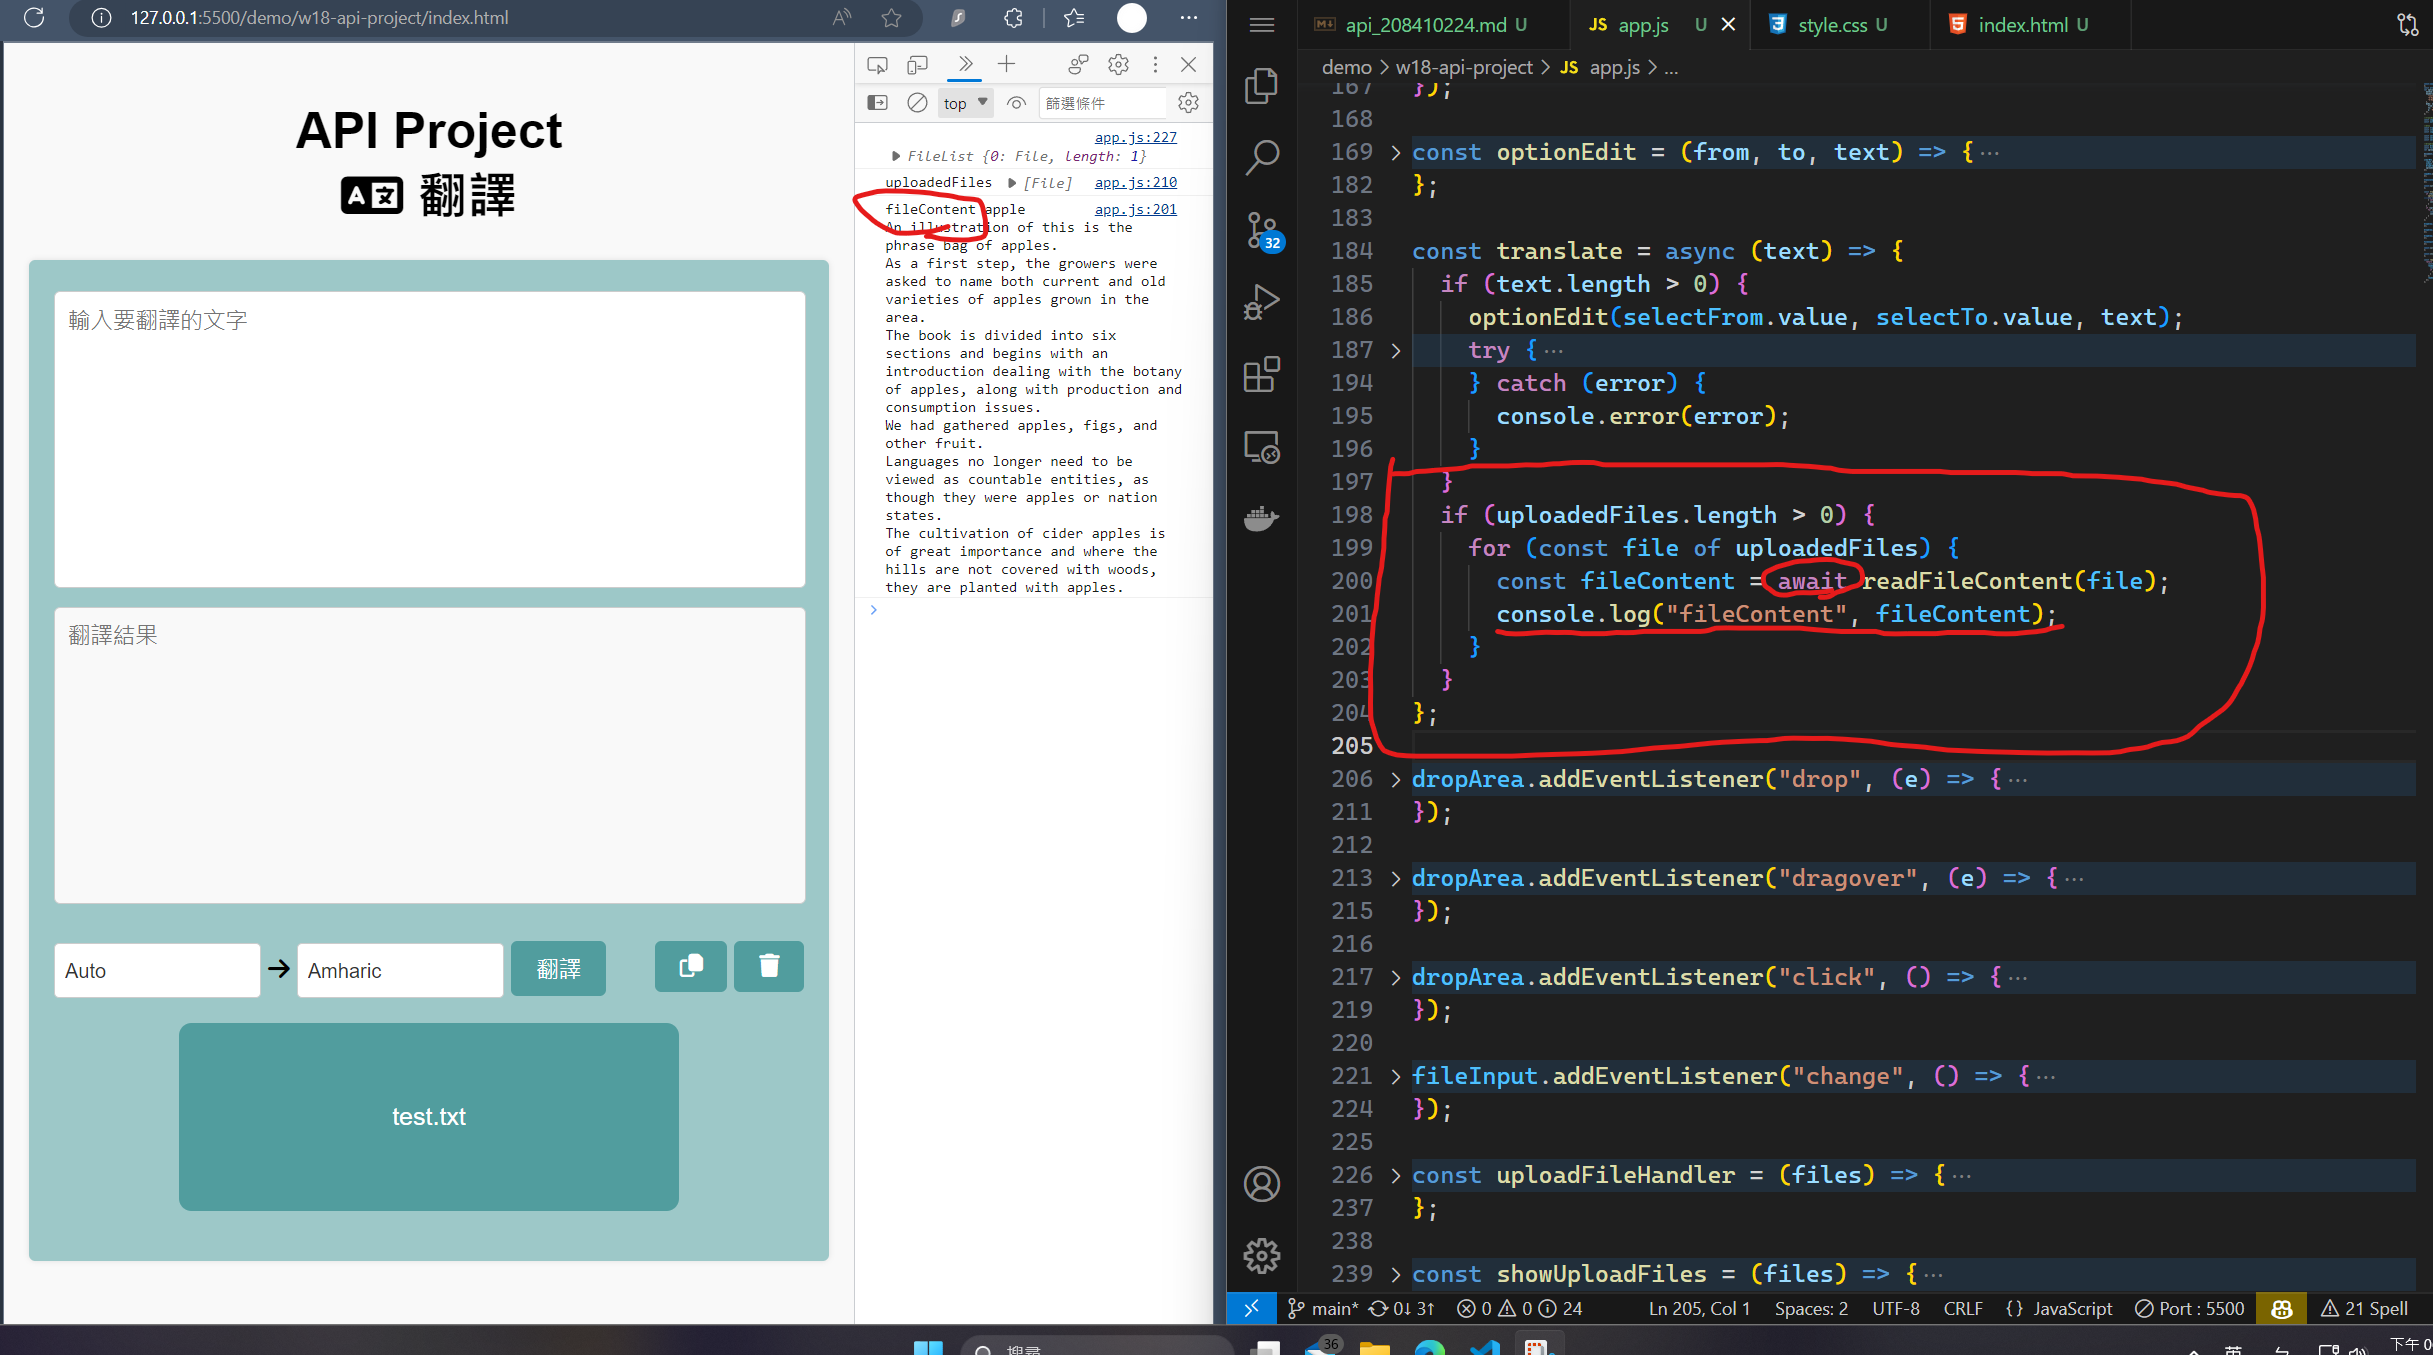 127.0.0.1:5500/demo/w18-api-project/index.html
API Project
翻譯
輸入要翻譯的文字
翻譯結果
Auto
Amharic
翻譯
test.txt
top
篩選條件
app.js:227
FileList {0: File, length: 1}
uploadedFiles [File] app.js:210
fileContent apple app.js:201
An illustration of this is the
phrase bag of apples.
As a first step, the growers were
asked to name both current and old
varieties of apples grown in the
area.
The book is divided into six
sections and begins with an
introduction dealing with the botany
of apples, along with production and
consumption issues.
We had gathered apples, figs, and
other fruit.
Languages no longer need to be
viewed as countable entities, as
though they were apples or nation
states.
The cultivation of cider apples is
of great importance and where the
hills are not covered with woods,
they are planted with apples.
32
api_208410224.md U
JS app.js U
style.css U
index.html U
demo > w18-api-project > JS app.js > ...
167 });
168
169 const optionEdit = (from, to, text) => {···
182 };
183
184 const translate = async (text) => {
185 if (text.length > 0) {
186 optionEdit(selectFrom.value, selectTo.value, text);
187 try {···
194 } catch (error) {
195 console.error(error);
196 }
197 }
198 if (uploadedFiles.length > 0) {
199 for (const file of uploadedFiles) {
200 const fileContent = await readFileContent(file);
201 console.log("fileContent", fileContent);
202 }
203 }
204 };
205
206 dropArea.addEventListener("drop", (e) => {···
211 });
212
213 dropArea.addEventListener("dragover", (e) => {···
215 });
216
217 dropArea.addEventListener("click", () => {···
219 });
220
221 fileInput.addEventListener("change", () => {···
224 });
225
226 const uploadFileHandler = (files) => {···
237 };
238
239 const showUploadFiles = (files) => {···
main* 0↓ 3↑ 0 0 24 Ln 205, Col 1 Spaces: 2 UTF-8 CRLF {} JavaScript Port : 5500 21 Spell
搜尋
36
英
下午